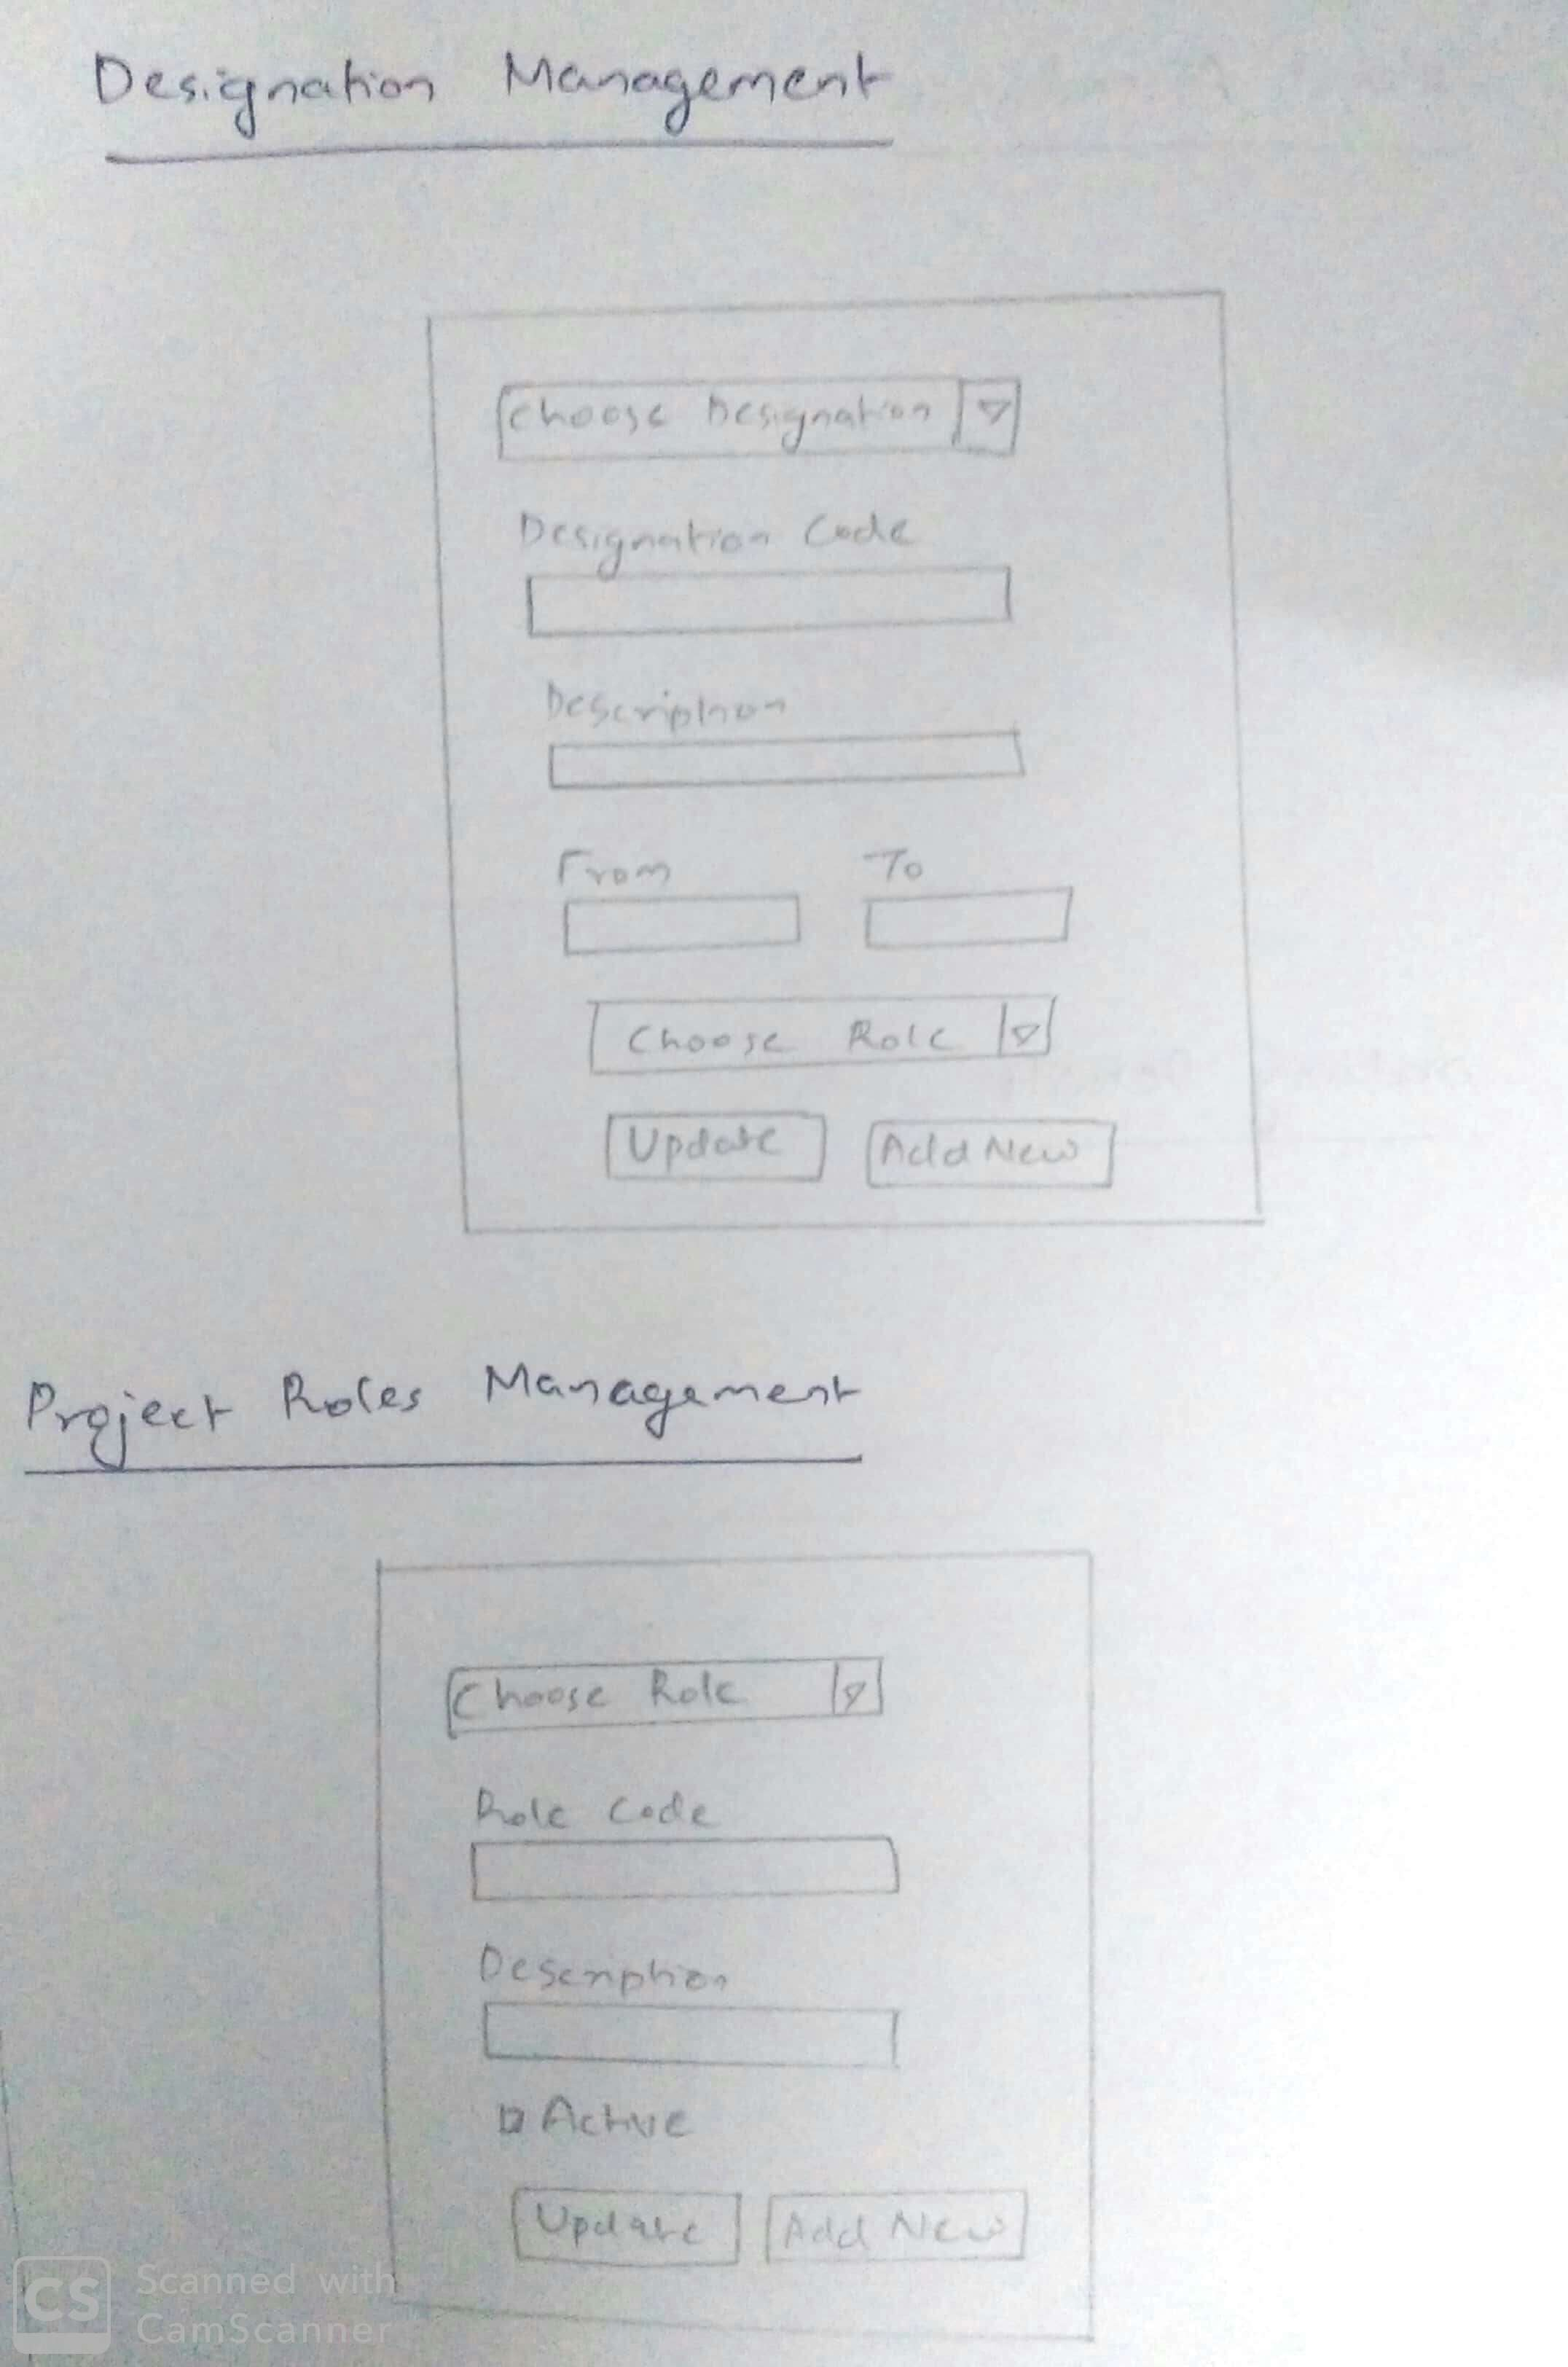 Designation Management
Choose Designation
Designation Code
Description
From To
Choose Role
Update Add New
Project Roles Management
Choose Role
Role Code
Description
Active
Update Add New
CS Scanned with
CamScanner